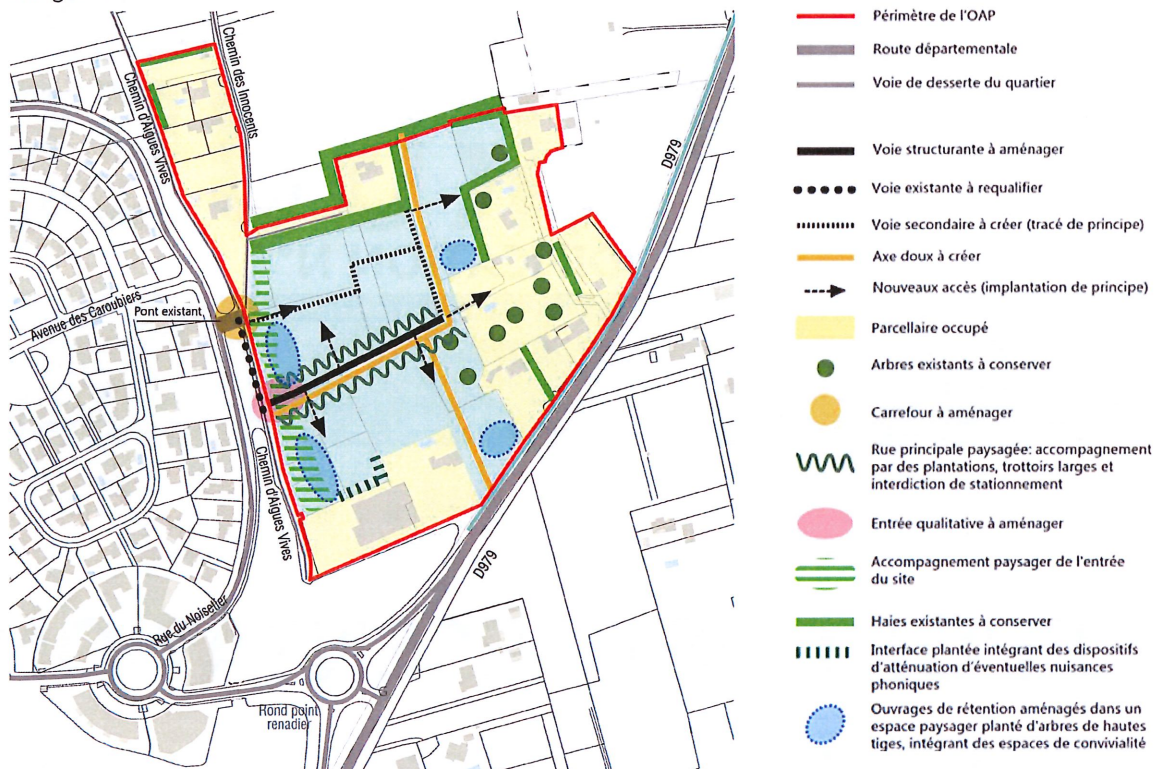 Chemin des Innocents
Chemin d'Aigues Vives
Avenue des Caroubiers
Pont existant
D979
Chemin d'Aigues Vives
D979
Rue du Noisetier
Rond point
renadier
Périmètre de l'OAP
Route départementale
Voie de desserte du quartier
Voie structurante à aménager
Voie existante à requalifier
Voie secondaire à créer (tracé de principe)
Axe doux à créer
Nouveaux accès (implantation de principe)
Parcellaire occupé
Arbres existants à conserver
Carrefour à aménager
Rue principale paysagée: accompagnement
par des plantations, trottoirs larges et
interdiction de stationnement
Entrée qualitative à aménager
Accompagnement paysager de l'entrée
du site
Haies existantes à conserver
Interface plantée intégrant des dispositifs
d'atténuation d'éventuelles nuisances
phoniques
Ouvrages de rétention aménagés dans un
espace paysager planté d'arbres de hautes
tiges, intégrant des espaces de convivialité